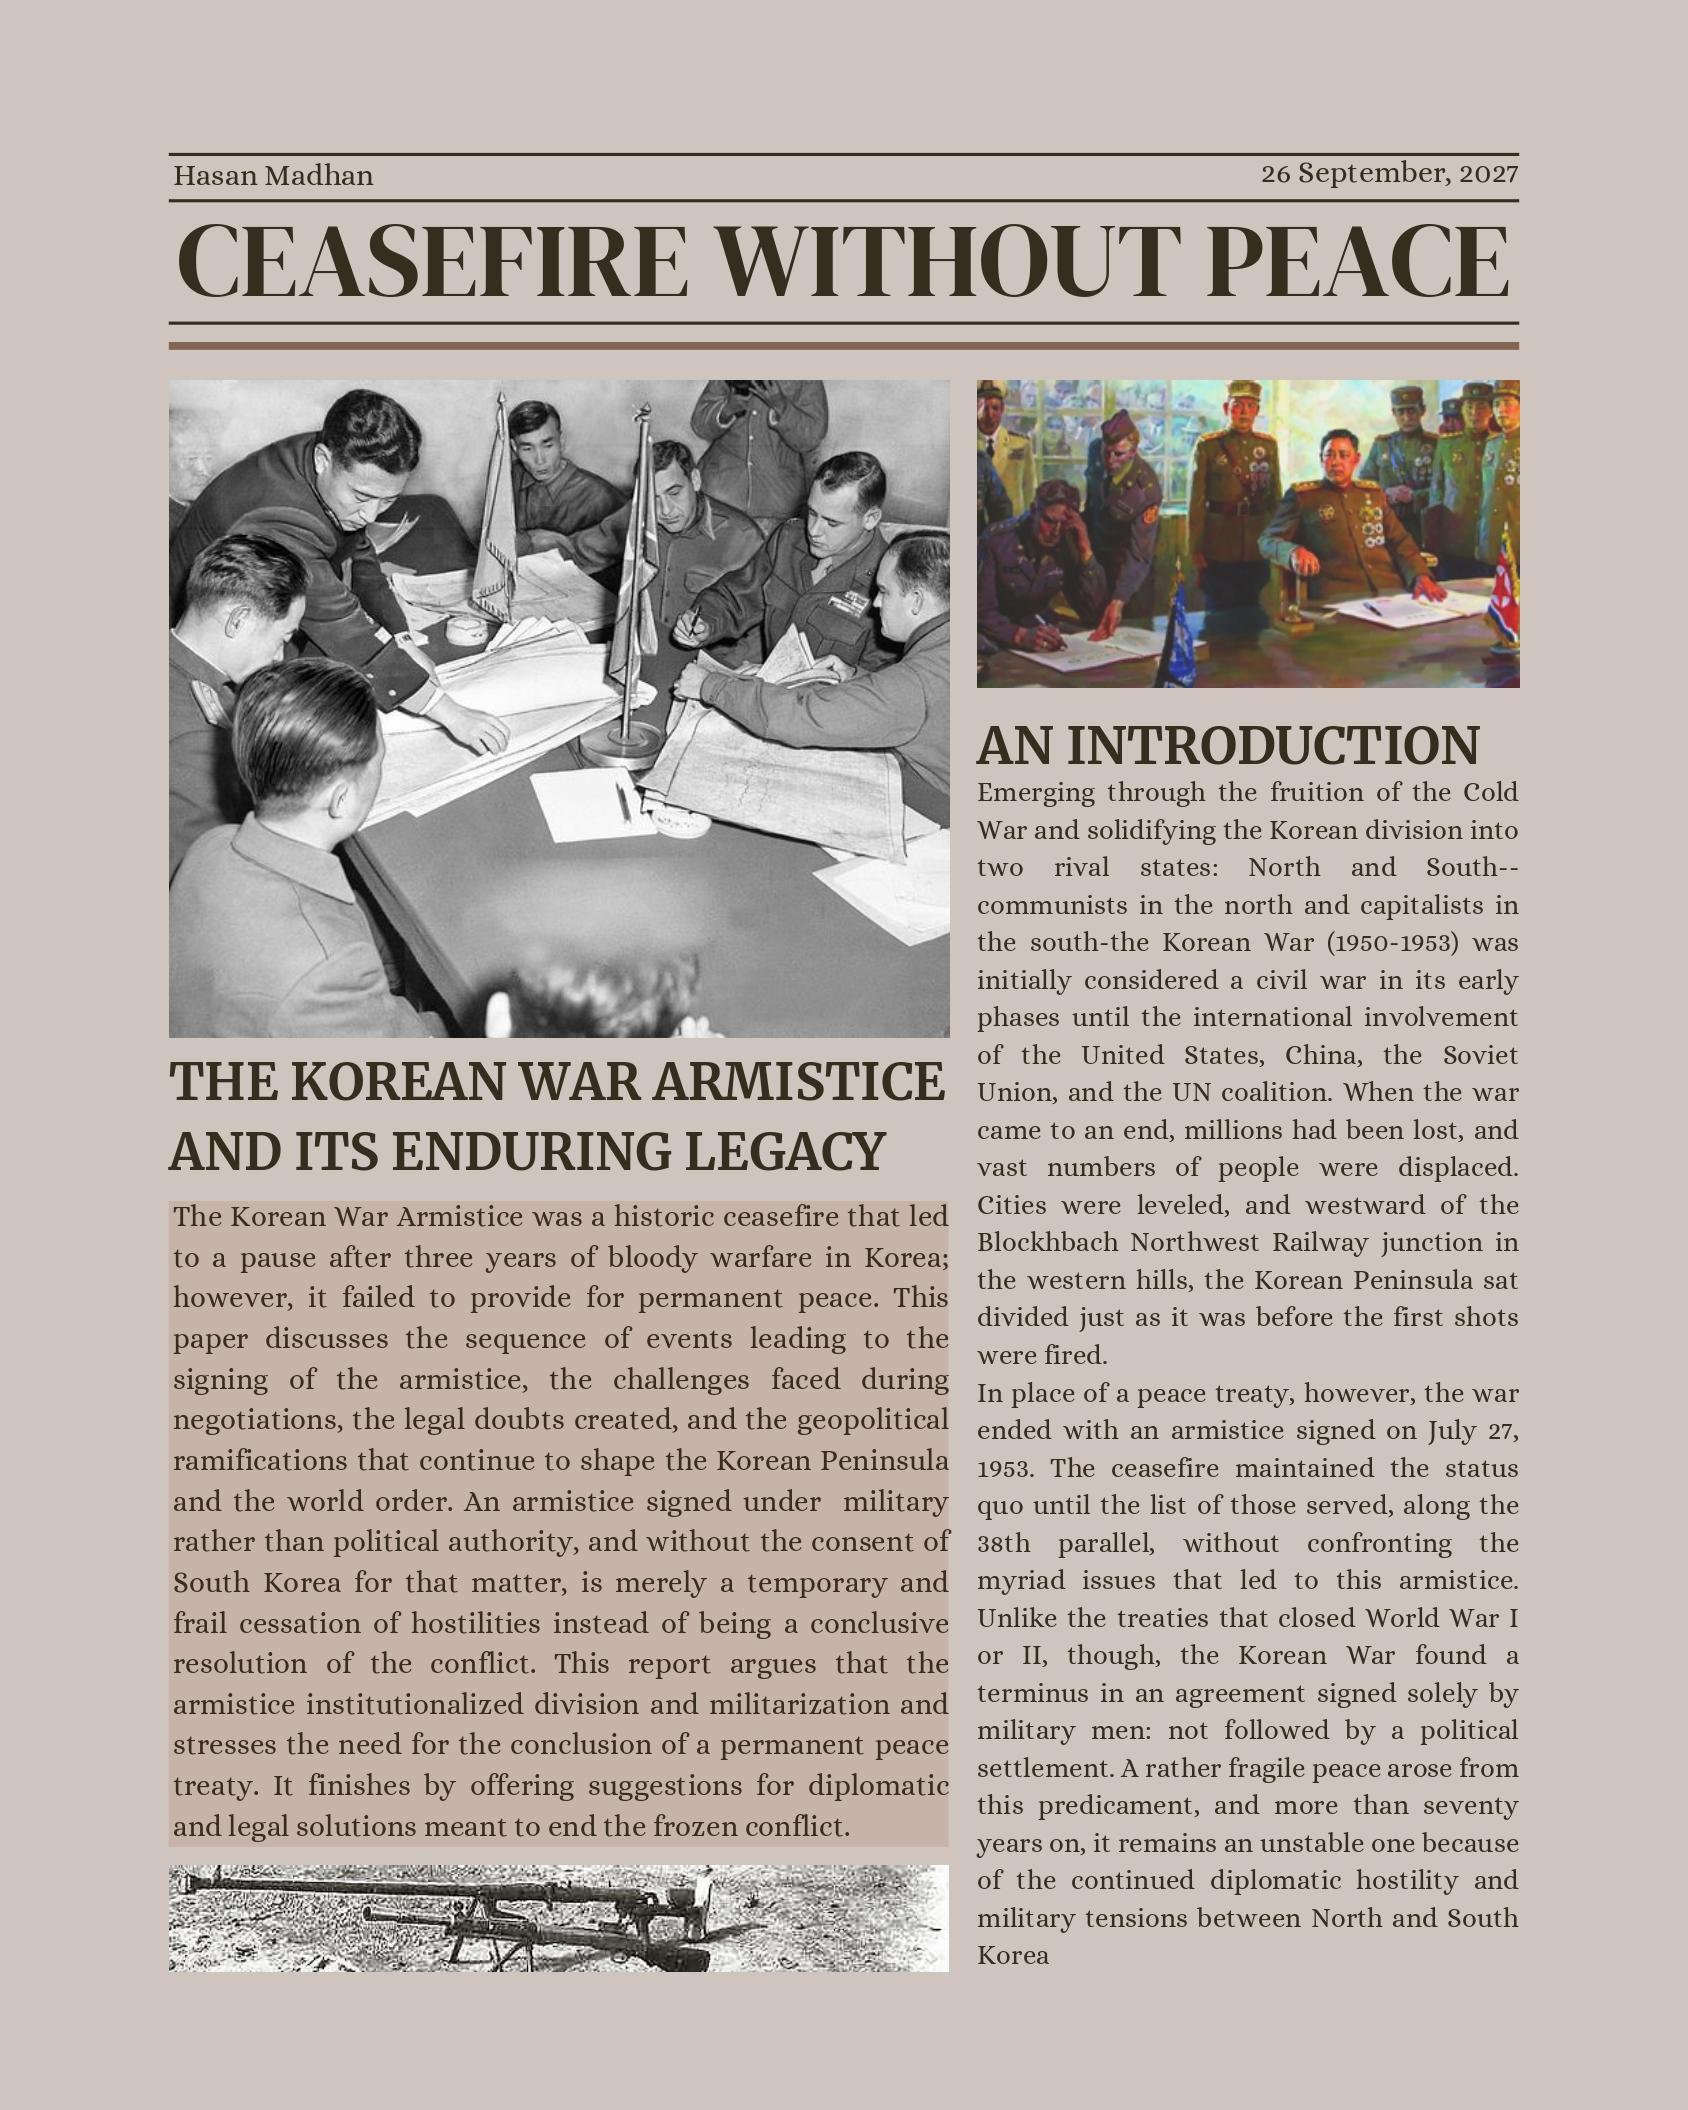 Hasan Madhan
26 September, 2027
CEASEFIRE WITHOUT PEACE
THE KOREAN WAR ARMISTICE
AND ITS ENDURING LEGACY
The Korean War Armistice was a historic ceasefire that led
to a pause after three years of bloody warfare in Korea;
however, it failed to provide for permanent peace. This
paper discusses the sequence of events leading to the
signing of the armistice, the challenges faced during
negotiations, the legal doubts created, and the geopolitical
ramifications that continue to shape the Korean Peninsula
and the world order. An armistice signed under military
rather than political authority, and without the consent of
South Korea for that matter, is merely a temporary and
frail cessation of hostilities instead of being a conclusive
resolution of the conflict. This report argues that the
armistice institutionalized division and militarization and
stresses the need for the conclusion of a permanent peace
treaty. It finishes by offering suggestions for diplomatic
and legal solutions meant to end the frozen conflict.
AN INTRODUCTION
Emerging through the fruition of the Cold
War and solidifying the Korean division into
two rival states: North and South--
communists in the north and capitalists in
the south-the Korean War (1950-1953) was
initially considered a civil war in its early
phases until the international involvement
of the United States, China, the Soviet
Union, and the UN coalition. When the war
came to an end, millions had been lost, and
vast numbers of people were displaced.
Cities were leveled, and westward of the
Blockhbach Northwest Railway junction in
the western hills, the Korean Peninsula sat
divided just as it was before the first shots
were fired.
In place of a peace treaty, however, the war
ended with an armistice signed on July 27,
1953. The ceasefire maintained the status
quo until the list of those served, along the
38th parallel, without confronting the
myriad issues that led to this armistice.
Unlike the treaties that closed World War I
or II, though, the Korean War found a
terminus in an agreement signed solely by
military men: not followed by a political
settlement. A rather fragile peace arose from
this predicament, and more than seventy
years on, it remains an unstable one because
of the continued diplomatic hostility and
military tensions between North and South
Korea